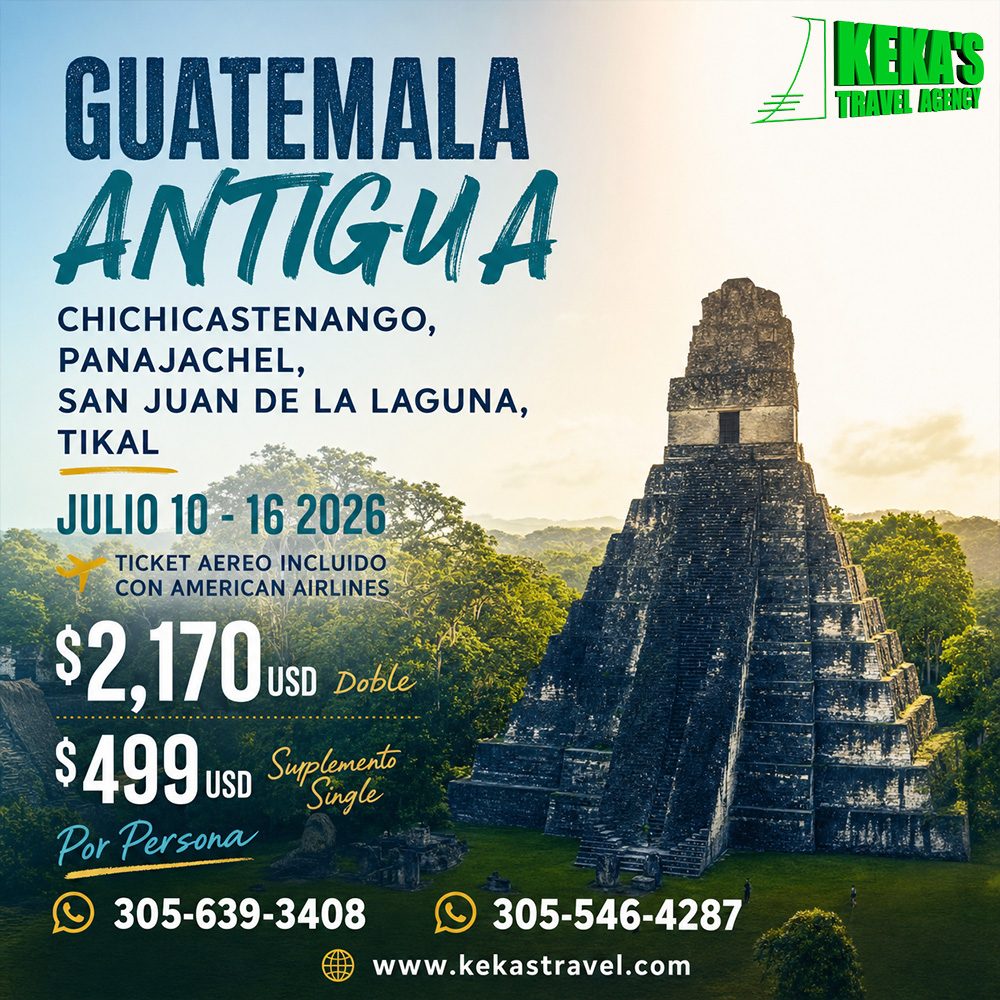 KEKA'S
TRAVEL AGENCY
GUATEMALA
ANTIGUA
CHICHICASTENANGO,
PANAJACHEL,
SAN JUAN DE LA LAGUNA,
TIKAL
JULIO 10 - 16 2026
TICKET AEREO INCLUIDO
CON AMERICAN AIRLINES
$2,170 USD Doble
$499 USD Suplemento
Single
Por Persona
305-639-3408 305-546-4287
www.kekastravel.com